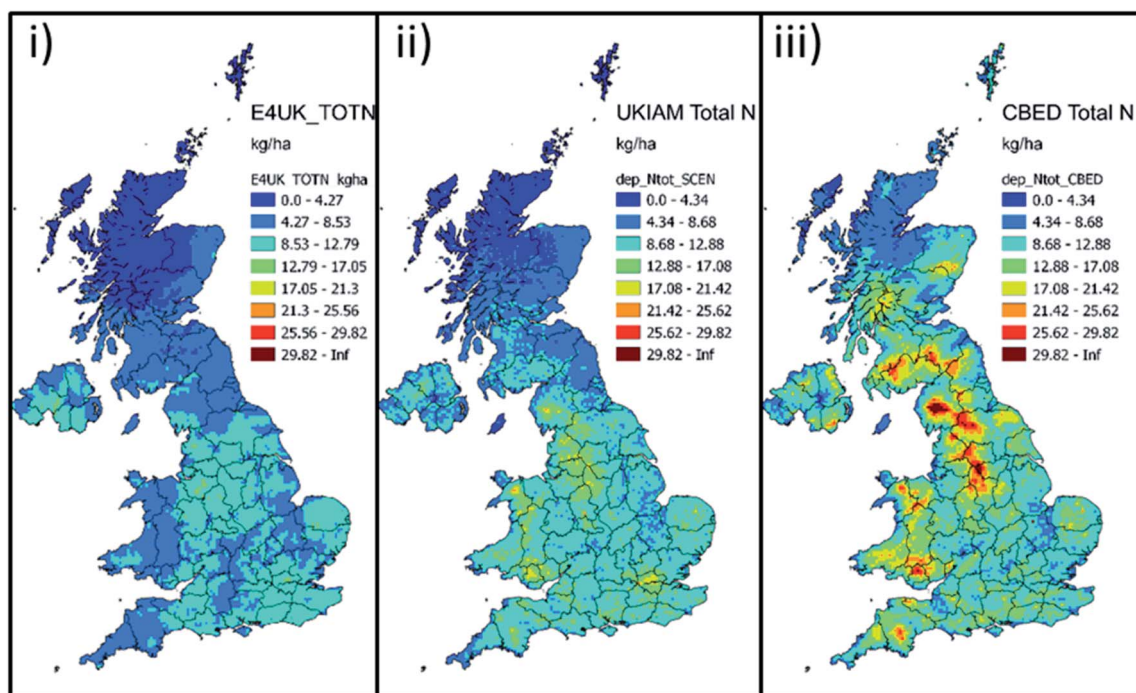 i)
E4UK_TOTN
kg/ha
E4UK_TOTN_kgha
0.0 - 4.27
4.27 - 8.53
8.53 - 12.79
12.79 - 17.05
17.05 - 21.3
21.3 - 25.56
25.56 - 29.82
29.82 - Inf
ii)
UKIAM Total N
kg/ha
dep_Ntot_SCEN
0.0 - 4.34
4.34 - 8.68
8.68 - 12.88
12.88 - 17.08
17.08 - 21.42
21.42 - 25.62
25.62 - 29.82
29.82 - Inf
iii)
CBED Total N
kg/ha
dep_Ntot_CBED
0.0 - 4.34
4.34 - 8.68
8.68 - 12.88
12.88 - 17.08
17.08 - 21.42
21.42 - 25.62
25.62 - 29.82
29.82 - Inf